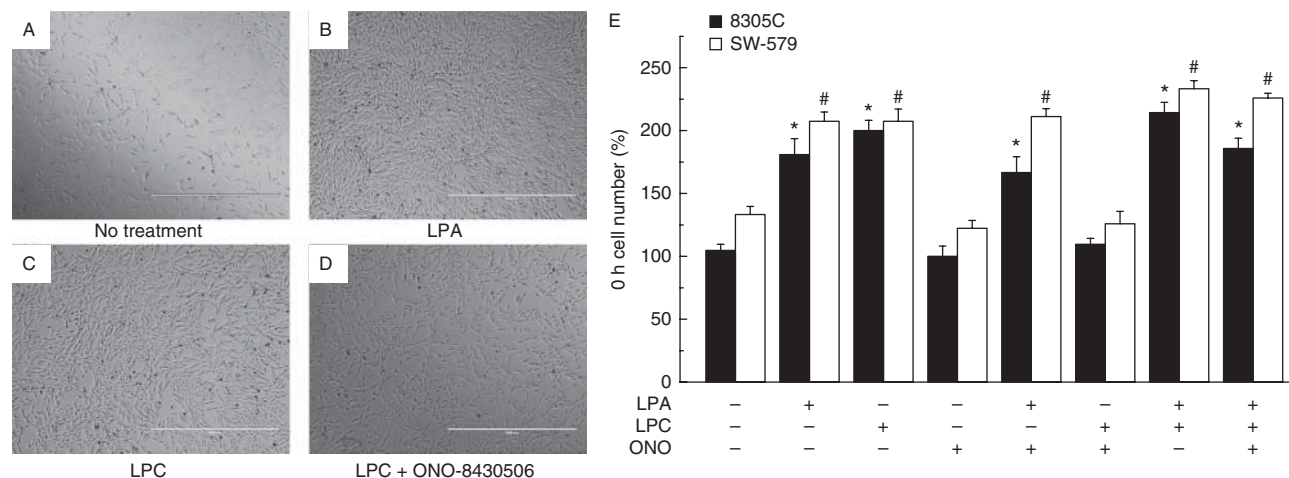 A
B
No treatment
LPA
C
D
LPC
LPC + ONO-8430506
E
8305C
SW-579
0 h cell number (%)
250
200
150
100
50
0
* # * # * # * # * #
LPA – + – – + – + +
LPC – – + – – + + +
ONO – – – + + + – +